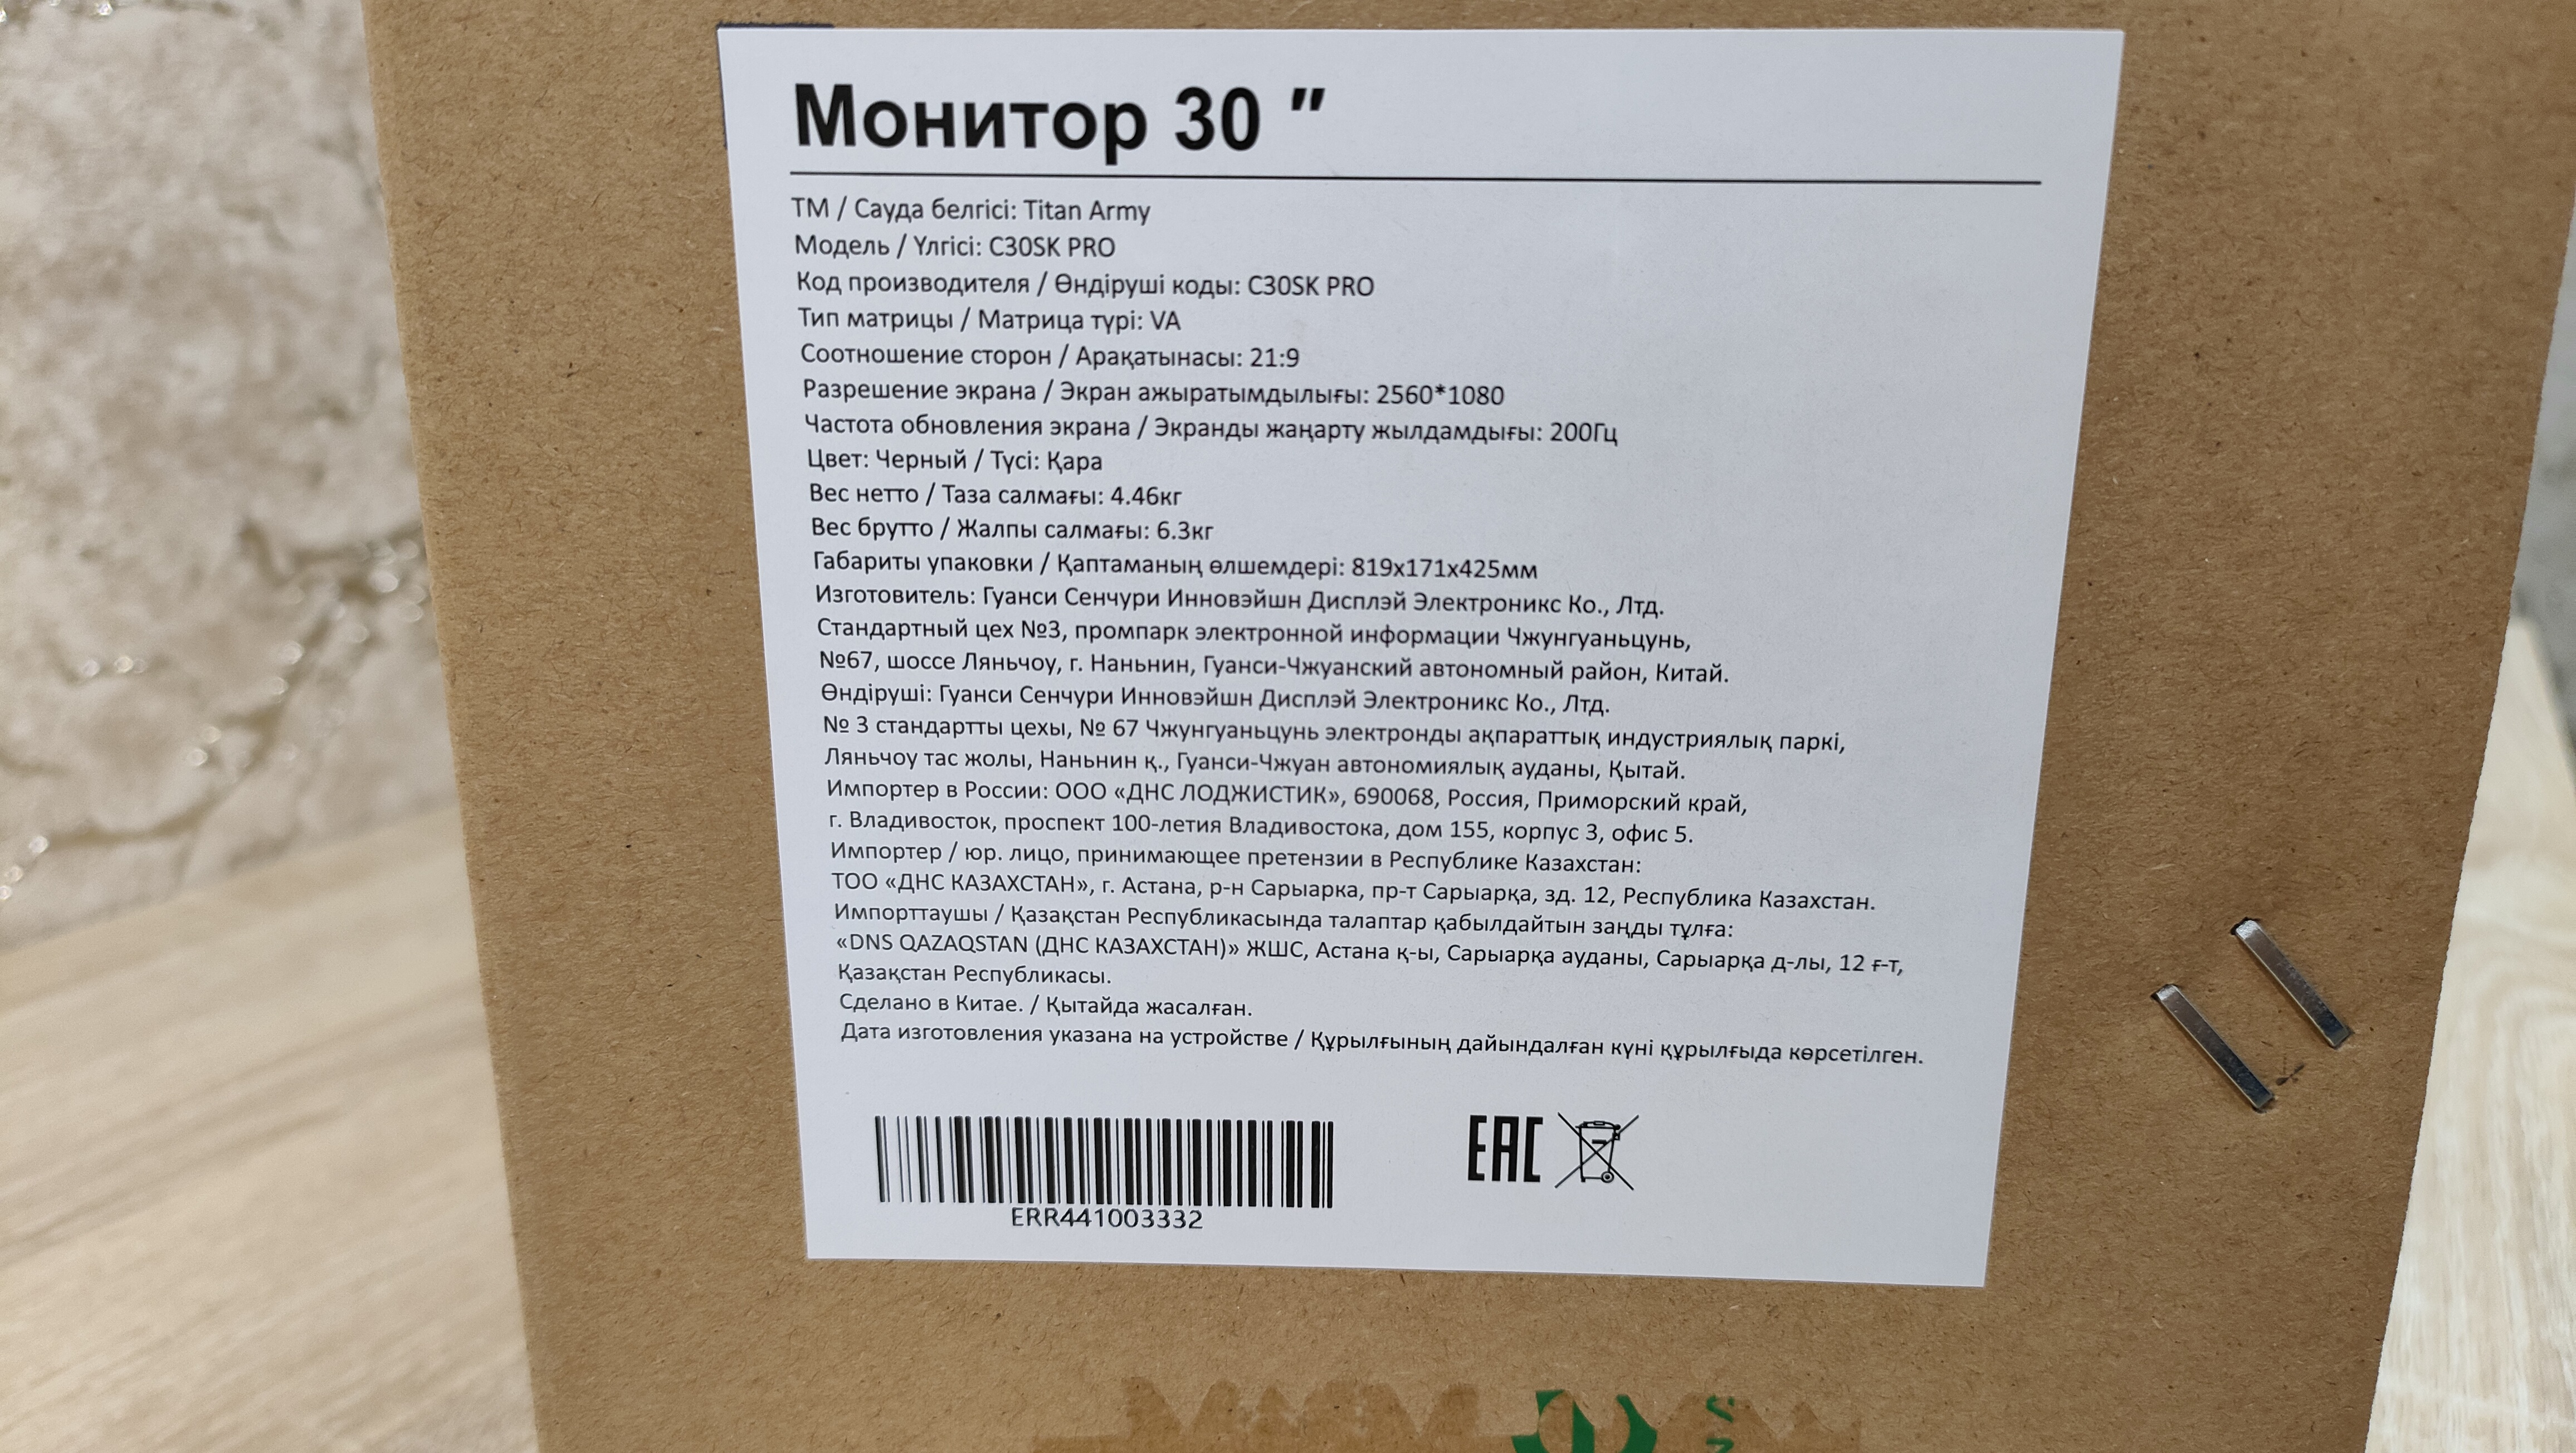 Монитор 30 "
ТМ / Сауда белгісі: Titan Army
Модель / Үлгісі: C30SK PRO
Код производителя / Өндіруші коды: C30SK PRO
Тип матрицы / Матрица түрі: VA
Соотношение сторон / Арақатынасы: 21:9
Разрешение экрана / Экран ажыратымдылығы: 2560*1080
Частота обновления экрана / Экранды жаңарту жылдамдығы: 200Гц
Цвет: Черный / Түсі: Қара
Вес нетто / Таза салмағы: 4.46кг
Вес брутто / Жалпы салмағы: 6.3кг
Габариты упаковки / Қаптаманың өлшемдері: 819x171x425мм
Изготовитель: Гуанси Сенчури Инновэйшн Дисплэй Электроникс Ко., Лтд.
Стандартный цех №3, промпарк электронной информации Чжунгуаньцунь,
№67, шоссе Ляньчоу, г. Наньнин, Гуанси-Чжуанский автономный район, Китай.
Өндіруші: Гуанси Сенчури Инновэйшн Дисплэй Электроникс Ко., Лтд.
№ 3 стандартты цехы, № 67 Чжунгуаньцунь электронды ақпараттық индустриялық паркі,
Ляньчоу тас жолы, Наньнин қ., Гуанси-Чжуан автономиялық ауданы, Қытай.
Импортер в России: ООО «ДНС ЛОДЖИСТИК», 690068, Россия, Приморский край,
г. Владивосток, проспект 100-летия Владивостока, дом 155, корпус 3, офис 5.
Импортер / юр. лицо, принимающее претензии в Республике Казахстан:
ТОО «ДНС КАЗАХСТАН», г. Астана, р-н Сарыарка, пр-т Сарыарқа, зд. 12, Республика Казахстан.
Импорттаушы / Қазақстан Республикасында талаптар қабылдайтын заңды тұлға:
«DNS QAZAQSTAN (ДНС КАЗАХСТАН)» ЖШС, Астана қ-ы, Сарыарқа ауданы, Сарыарқа д-лы, 12 ғ-т,
Қазақстан Республикасы.
Сделано в Китае. / Қытайда жасалған.
Дата изготовления указана на устройстве / Құрылғының дайындалған күні құрылғыда көрсетілген.
ERR441003332
EAC